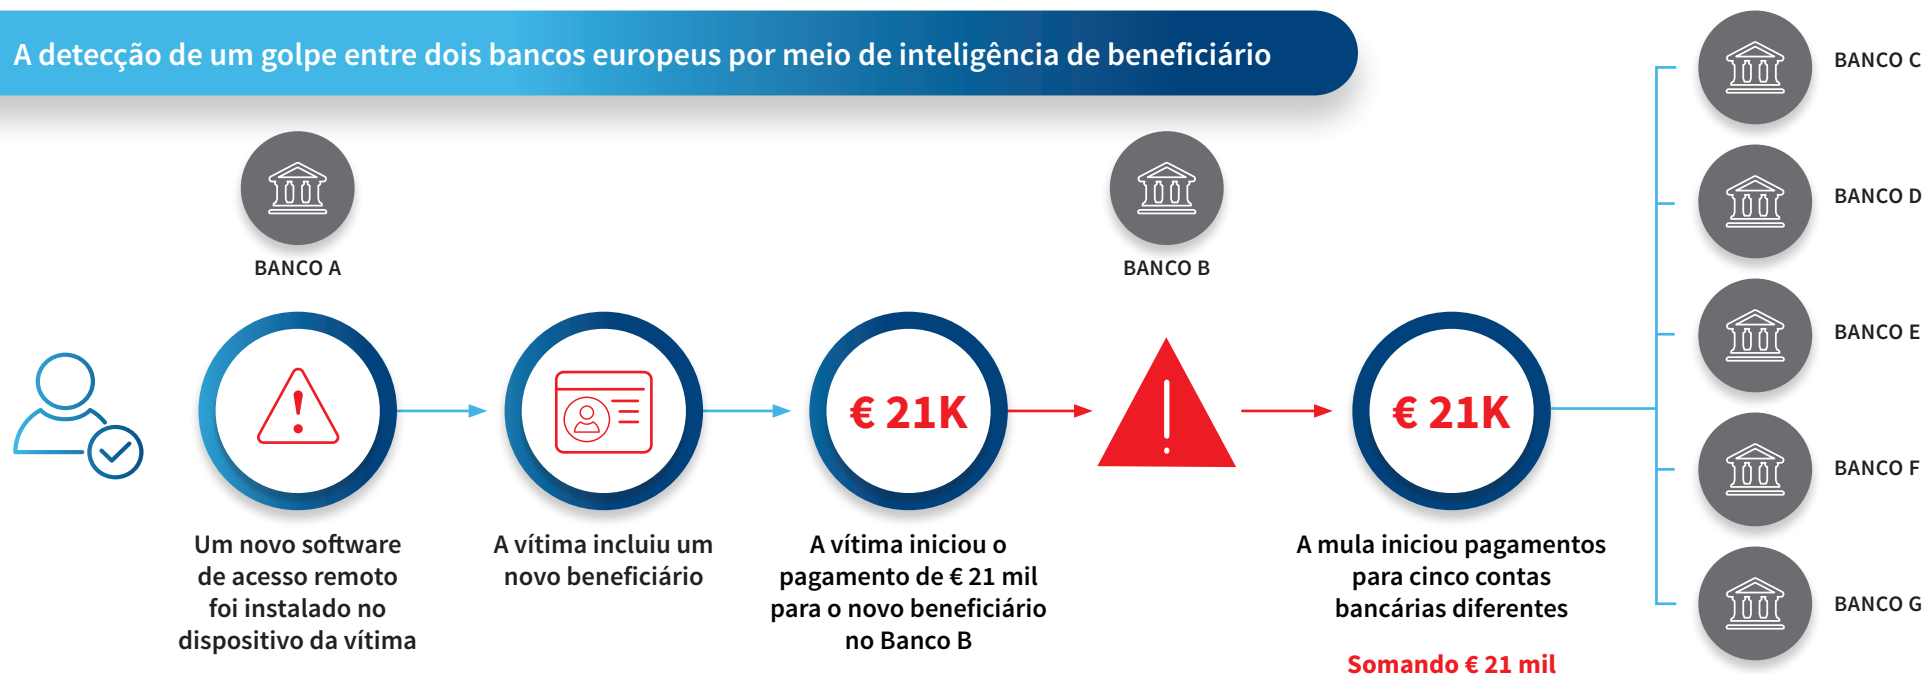 A detecção de um golpe entre dois bancos europeus por meio de inteligência de beneficiário
BANCO A
BANCO B
BANCO C
BANCO D
BANCO E
BANCO F
BANCO G
Um novo software
de acesso remoto
foi instalado no
dispositivo da vítima
A vítima incluiu um
novo beneficiário
€ 21K
A vítima iniciou o
pagamento de € 21 mil
para o novo beneficiário
no Banco B
€ 21K
A mula iniciou pagamentos
para cinco contas
bancárias diferentes
Somando € 21 mil